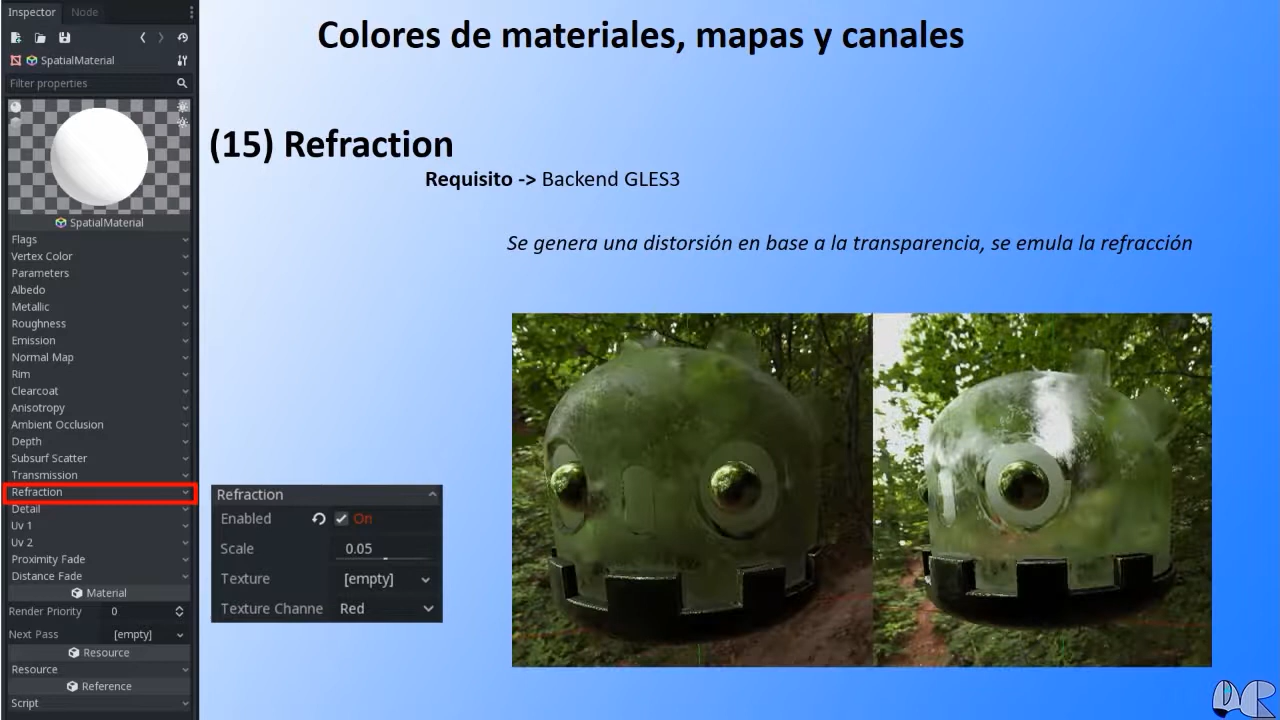 Inspector
Node
SpatialMaterial
Filter properties
SpatialMaterial
Flags
Vertex Color
Parameters
Albedo
Metallic
Roughness
Emission
Normal Map
Rim
Clearcoat
Anisotropy
Ambient Occlusion
Depth
Subsurf Scatter
Transmission
Refraction
Detail
Uv 1
Uv 2
Proximity Fade
Distance Fade
Material
Render Priority 0
Next Pass [empty]
Resource
Resource
Reference
Script
Colores de materiales, mapas y canales
(15) Refraction
Requisito -> Backend GLES3
Se genera una distorsión en base a la transparencia, se emula la refracción
Refraction
Enabled On
Scale 0.05
Texture [empty]
Texture Channe Red